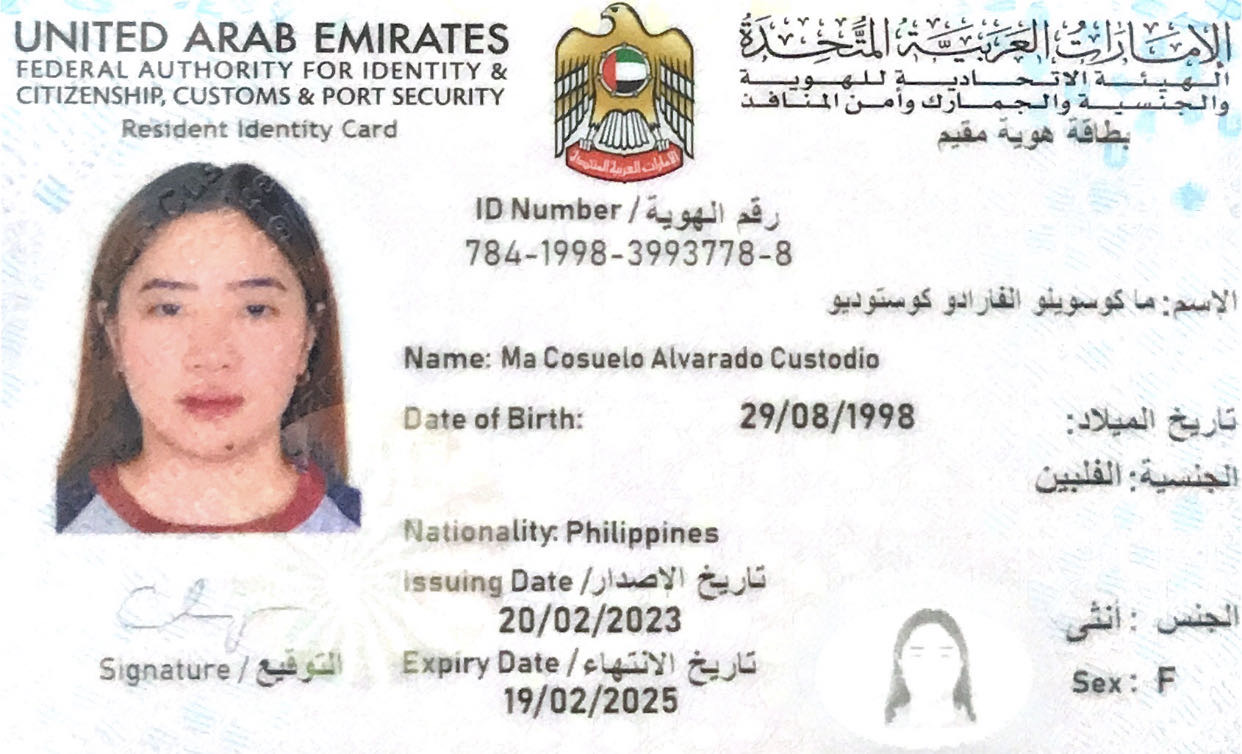 UNITED ARAB EMIRATES
FEDERAL AUTHORITY FOR IDENTITY &
CITIZENSHIP, CUSTOMS & PORT SECURITY
Resident Identity Card
الإمارات العربية المتحدة
الهيئة الاتحادية للهوية
والجنسية والجمارك وأمن المنافذ
بطاقة هوية مقيم
الإمارات العربية المتحدة
ID Number / رقم الهوية
784-1998-3993778-8
الاسم: ما كوسويلو الفارادو كوستوديو
Name: Ma Cosuelo Alvarado Custodio
Date of Birth: 29/08/1998 تاريخ الميلاد:
الجنسية: الفلبين
Nationality: Philippines
Issuing Date / تاريخ الاصدار
20/02/2023
Expiry Date / تاريخ الانتهاء
19/02/2025
الجنس : أنثى
Sex : F
Signature / التوقيع